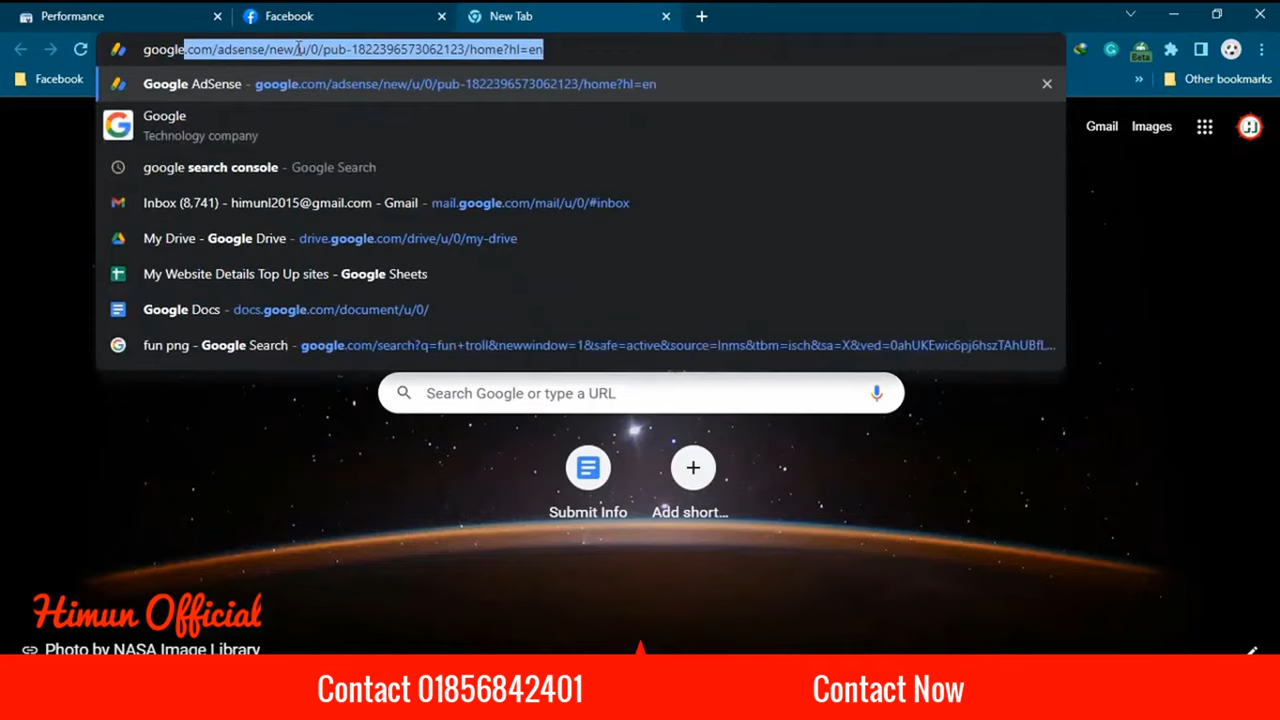 Performance Facebook New Tab
google.com/adsense/new/u/0/pub-1822396573062123/home?hl=en
Beta
Facebook » Other bookmarks
Google AdSense - google.com/adsense/new/u/0/pub-1822396573062123/home?hl=en
Google
Technology company
Gmail Images
google search console - Google Search
Inbox (8,741) - himunl2015@gmail.com - Gmail - mail.google.com/mail/u/0/#inbox
My Drive - Google Drive - drive.google.com/drive/u/0/my-drive
My Website Details Top Up sites - Google Sheets
Google Docs - docs.google.com/document/u/0/
fun png - Google Search - google.com/search?q=fun+troll&newwindow=1&safe=active&source=lnms&tbm=isch&sa=X&ved=0ahUKEwic6pj6hszTAhUBfL...
Search Google or type a URL
Submit Info Add short...
Himun Official
Photo by NASA Image Library
Contact 01856842401 Contact Now